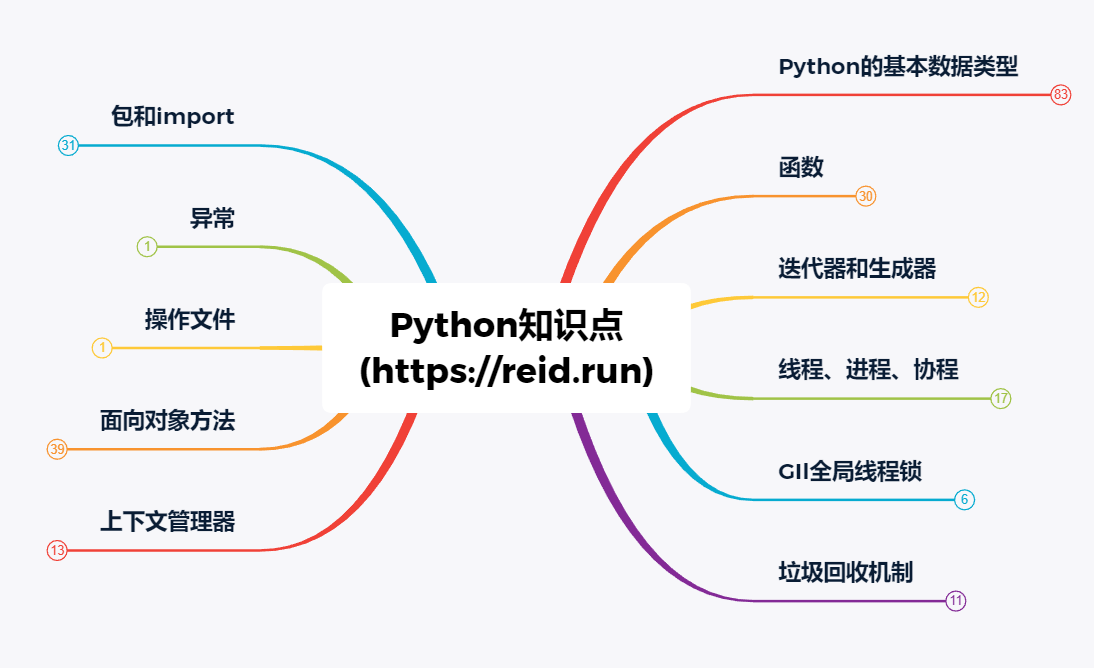 Python知识点
(https://reid.run)
Python的基本数据类型
83
函数
30
迭代器和生成器
12
线程、进程、协程
17
GIl全局线程锁
6
垃圾回收机制
11
包和import
31
异常
1
操作文件
1
面向对象方法
39
上下文管理器
13